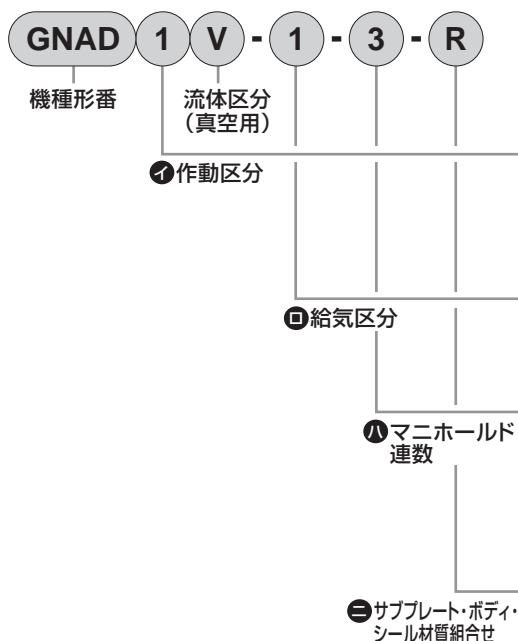 GNAD 1 V - 1 - 3 - R
機種形番
流体区分
（真空用）
イ 作動区分
ロ 給気区分
ハ マニホールド
連数
ニ サブプレート・ボディ・
シール材質組合せ